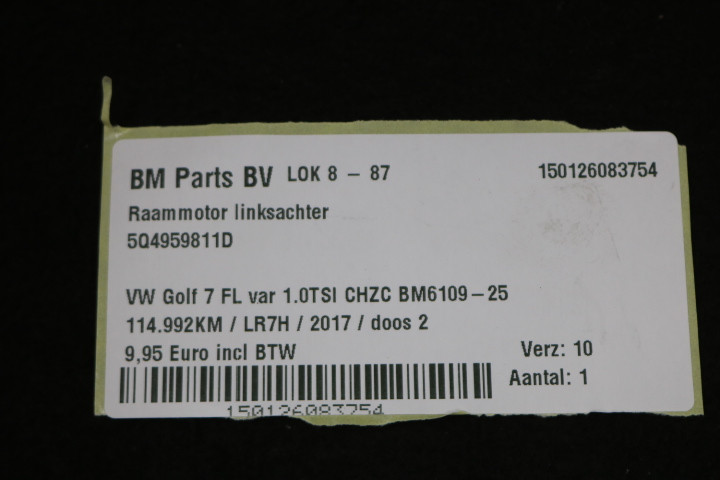 BM Parts BV LOK 8 - 87 150126083754
Raammotor linksachter
5Q4959811D
VW Golf 7 FL var 1.0TSI CHZC BM6109-25
114.992KM / LR7H / 2017 / doos 2
9,95 Euro incl BTW Verz: 10
Aantal: 1
150126083754